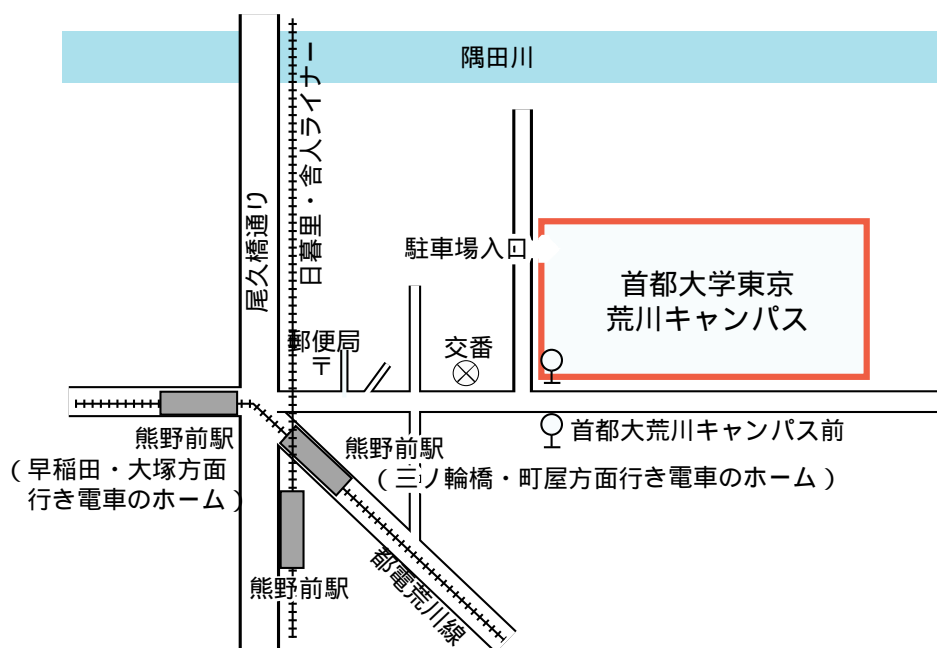 隅田川
日暮里・舎人ライナー
尾久橋通り
駐車場入口
首都大学東京
荒川キャンパス
郵便局
〒
交番
熊野前駅
（早稲田・大塚方面
行き電車のホーム）
熊野前駅
（三ノ輪橋・町屋方面行き電車のホーム）
首都大荒川キャンパス前
熊野前駅
都電荒川線